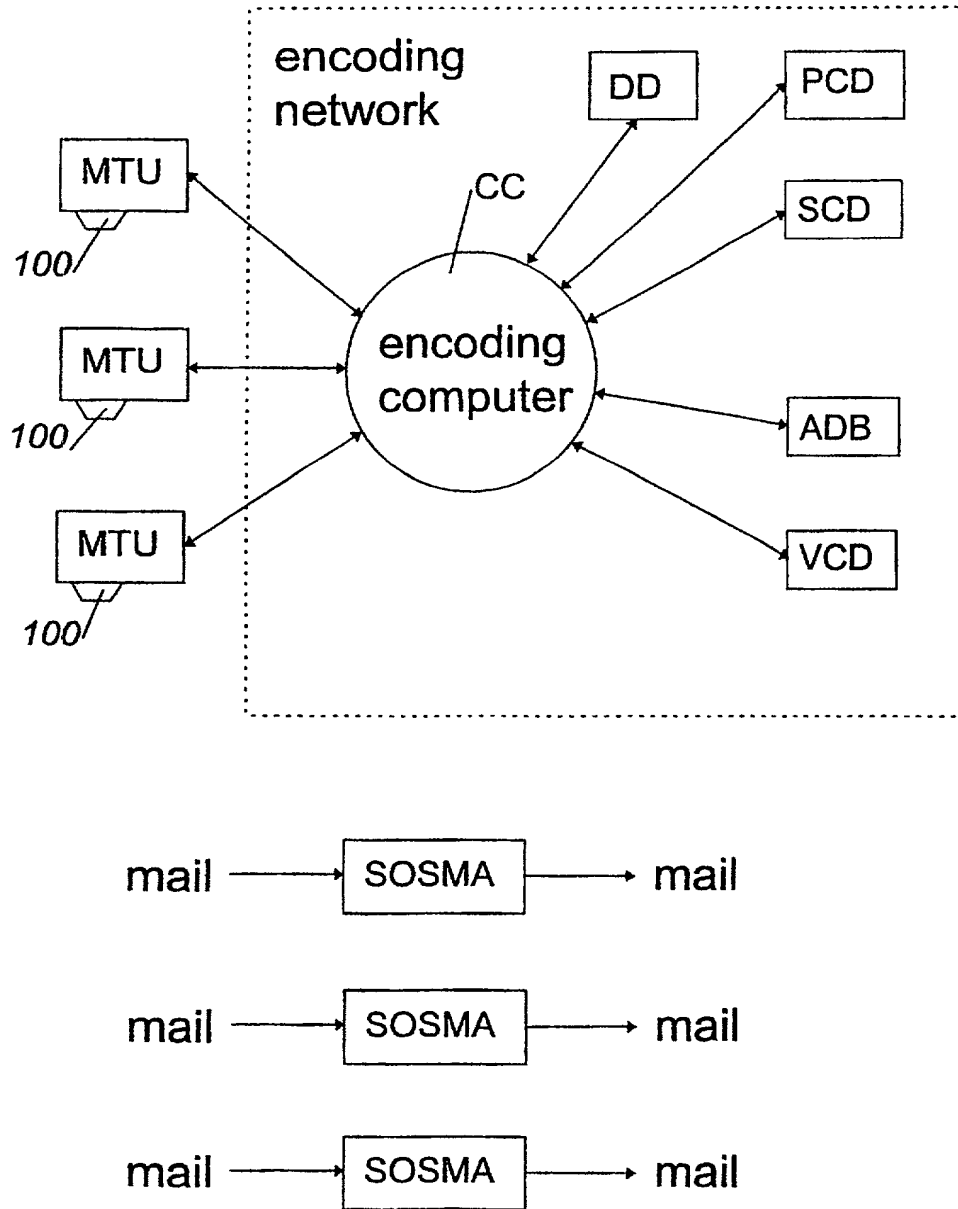 encoding
network
DD
PCD
MTU
CC
SCD
100
encoding
computer
MTU
ADB
100
MTU
VCD
100
mail SOSMA mail
mail SOSMA mail
mail SOSMA mail